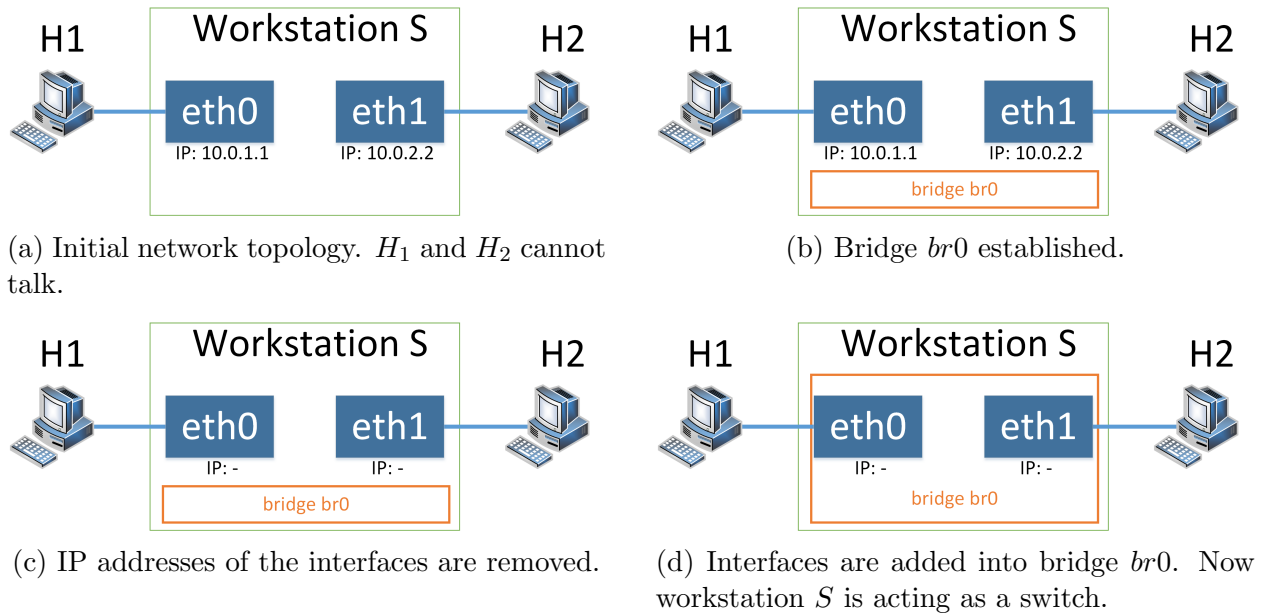 Workstation S
H1
H2
eth0
eth1
IP: 10.0.1.1
IP: 10.0.2.2
(a) Initial network topology. H1 and H2 cannot
talk.
Workstation S
H1
H2
eth0
eth1
IP: 10.0.1.1
IP: 10.0.2.2
bridge br0
(b) Bridge br0 established.
Workstation S
H1
H2
eth0
eth1
IP: -
IP: -
bridge br0
(c) IP addresses of the interfaces are removed.
Workstation S
H1
H2
eth0
eth1
IP: -
IP: -
bridge br0
(d) Interfaces are added into bridge br0. Now
workstation S is acting as a switch.